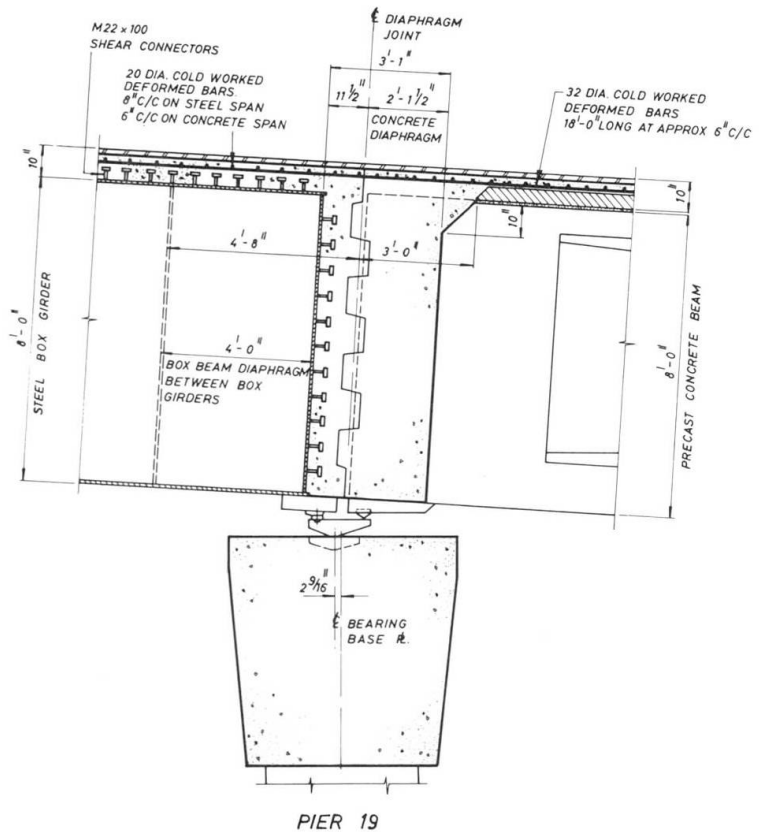 M22 x 100
SHEAR CONNECTORS
20 DIA. COLD WORKED
DEFORMED BARS.
8" C/C ON STEEL SPAN
6" C/C ON CONCRETE SPAN
℄ DIAPHRAGM
JOINT
3'-1"
11 1/2"
2'-1 1/2"
CONCRETE
DIAPHRAGM
32 DIA. COLD WORKED
DEFORMED BARS
18'-0" LONG AT APPROX 6" C/C
10"
10"
10"
4'-8"
3'-0"
8'-0"
STEEL BOX GIRDER
4'-0"
BOX BEAM DIAPHRAGM
BETWEEN BOX
GIRDERS
8'-0"
PRECAST CONCRETE BEAM
2 9/16"
℄ BEARING
BASE PL.
PIER 19